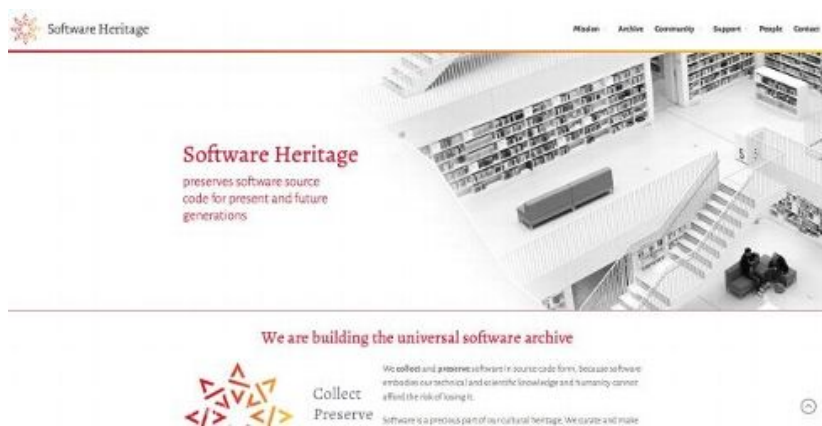 Software Heritage
Mission Archive Community Support People Contact
Software Heritage
preserves software source
code for present and future
generations
We are building the universal software archive
We collect and preserve software in source code form, because software
embodies our technical and scientific knowledge and humanity cannot
afford the risk of losing it.
Collect
Preserve
Software is a precious part of our cultural heritage. We curate and make